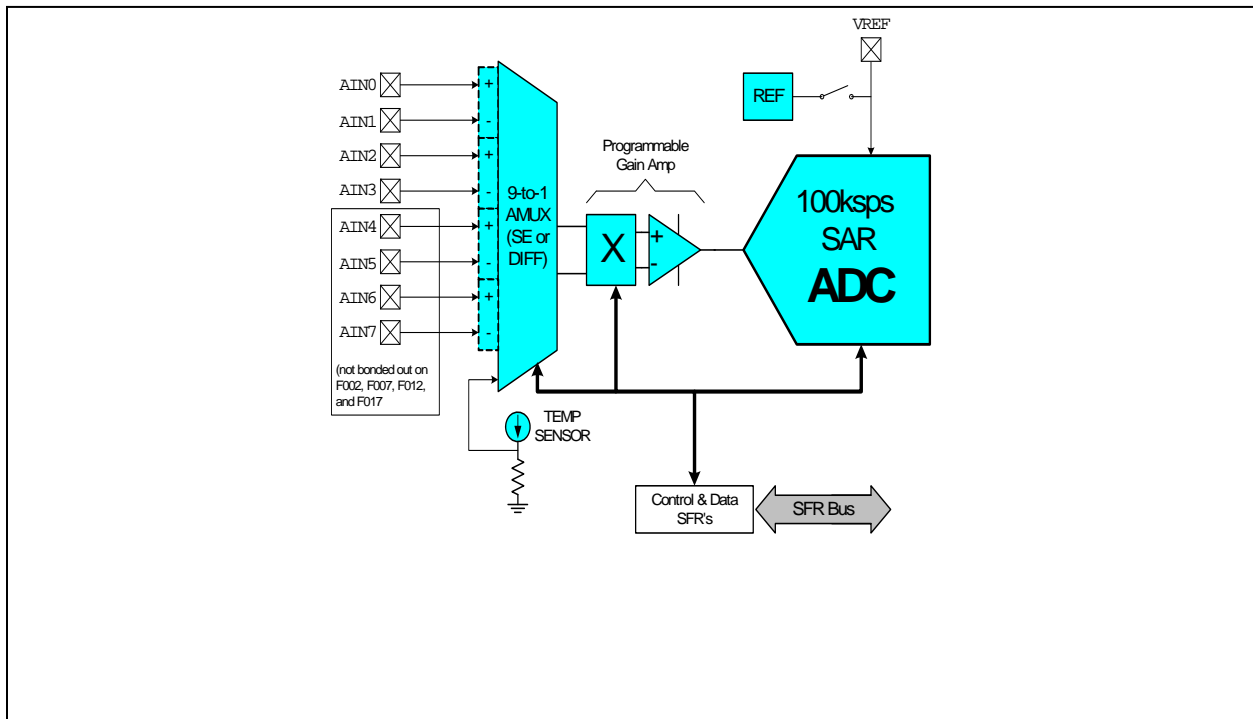 VREF
AIN0
+
REF
AIN1
-
AIN2
+
Programmable
Gain Amp
AIN3
-
9-to-1
AMUX
(SE or
DIFF)
100ksps
SAR
ADC
AIN4
+
X
+
-
AIN5
-
AIN6
+
AIN7
-
(not bonded out on
F002, F007, F012,
and F017
TEMP
SENSOR
Control & Data
SFR's
SFR Bus